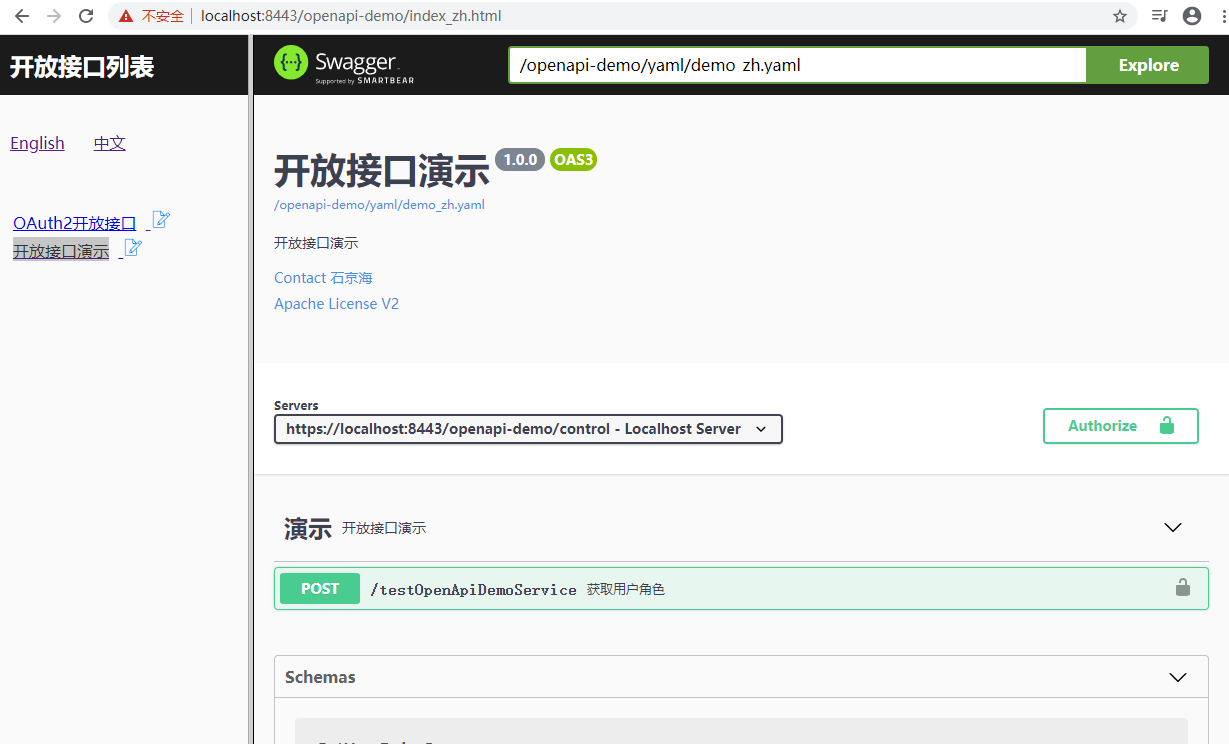 不安全 localhost:8443/openapi-demo/index_zh.html
开放接口列表
Swagger
Supported by SMARTBEAR
/openapi-demo/yaml/demo_zh.yaml Explore
English 中文
开放接口演示 1.0.0 OAS3
/openapi-demo/yaml/demo_zh.yaml
OAuth2开放接口
开放接口演示
开放接口演示
Contact 石京海
Apache License V2
Servers
https://localhost:8443/openapi-demo/control - Localhost Server
Authorize
演示 开放接口演示
POST /testOpenApiDemoService 获取用户角色
Schemas